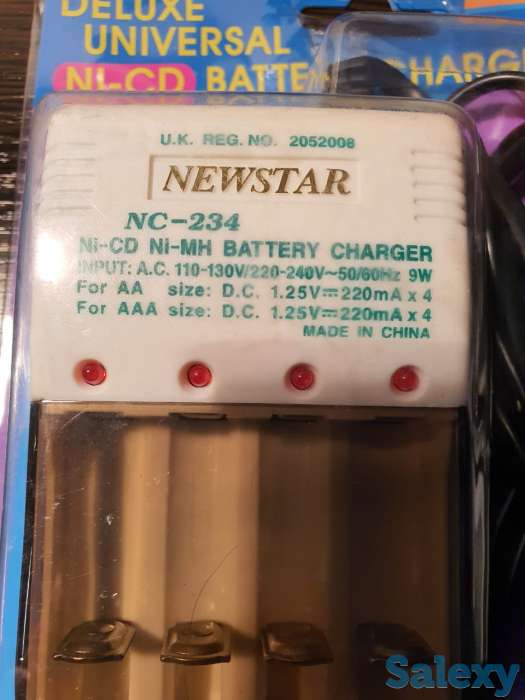 DELUXE
UNIVERSAL
NI-CD BATTERY CHARG
U.K. REG. NO. 2052008
NEWSTAR
NC-234
Ni-CD Ni-MH BATTERY CHARGER
INPUT: A.C. 110-130V/220-240V~50/60Hz 9W
For AA size: D.C. 1.25V⎓220mA x 4
For AAA size: D.C. 1.25V⎓220mA x 4
MADE IN CHINA
Salexy